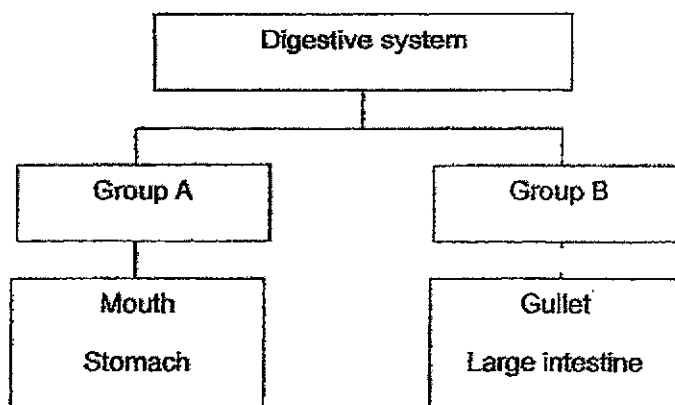 Digestive system
Group A
Group B
Mouth
Stomach
Gullet
Large intestine